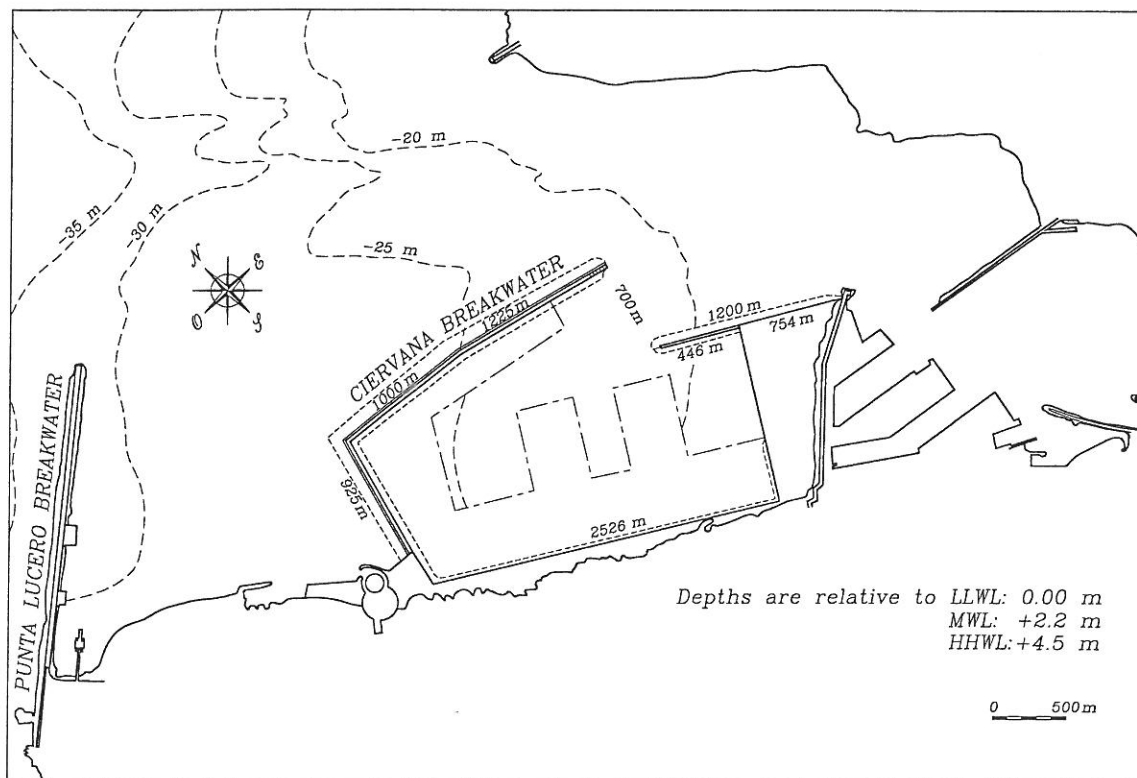 -20 m
-35 m
-30 m
-25 m
N
E
O
S
CIERVANA BREAKWATER
1225 m
1000 m
925 m
700 m
1200 m
754 m
446 m
2526 m
PUNTA LUCERO BREAKWATER
Depths are relative to LLWL: 0.00 m
MWL: +2.2 m
HHWL: +4.5 m
0 500 m